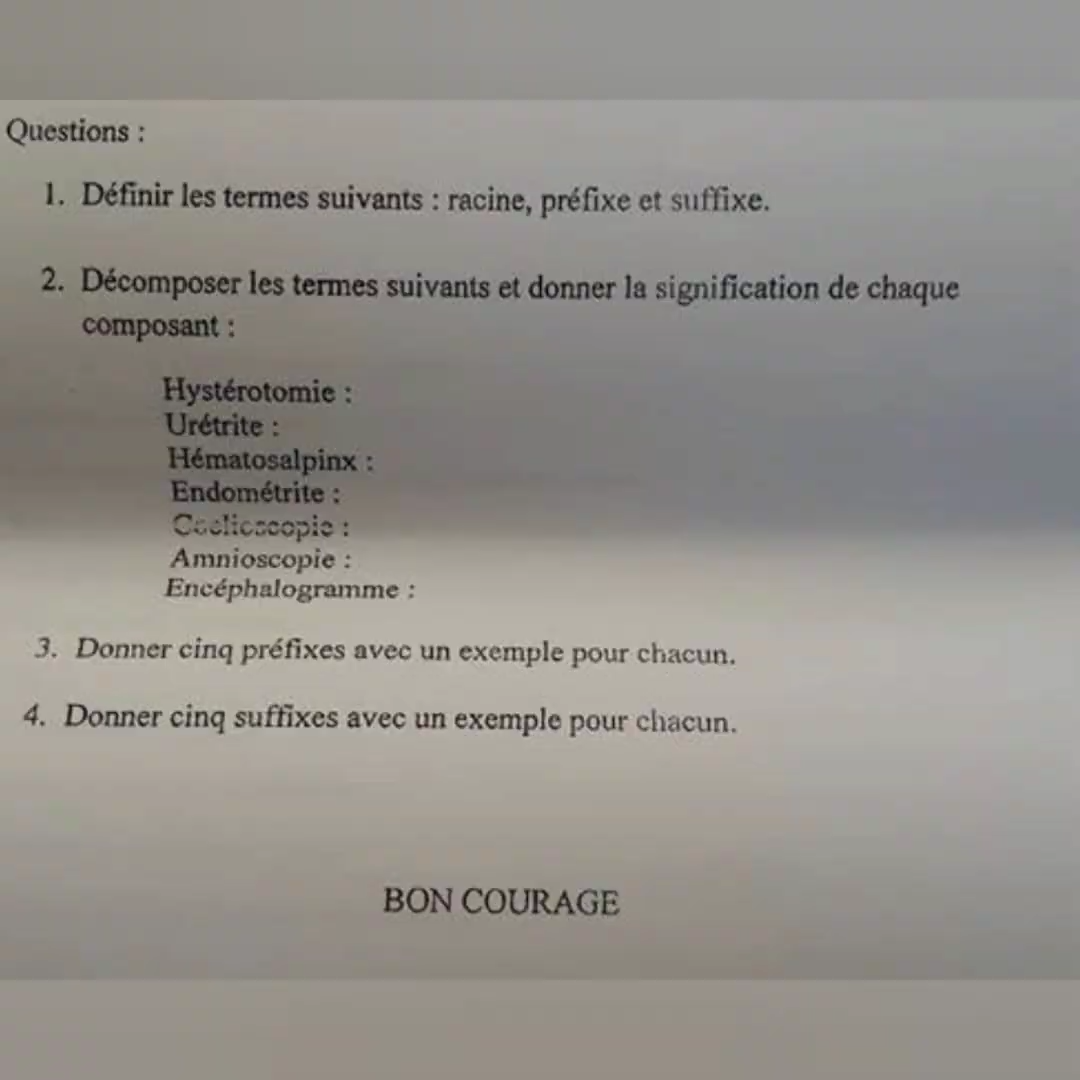 Questions :
1. Définir les termes suivants : racine, préfixe et suffixe.
2. Décomposer les termes suivants et donner la signification de chaque
composant :
Hystérotomie :
Urétrite :
Hématosalpinx :
Endométrite :
Coelioscopie :
Amnioscopie :
Encéphalogramme :
3. Donner cinq préfixes avec un exemple pour chacun.
4. Donner cinq suffixes avec un exemple pour chacun.
BON COURAGE